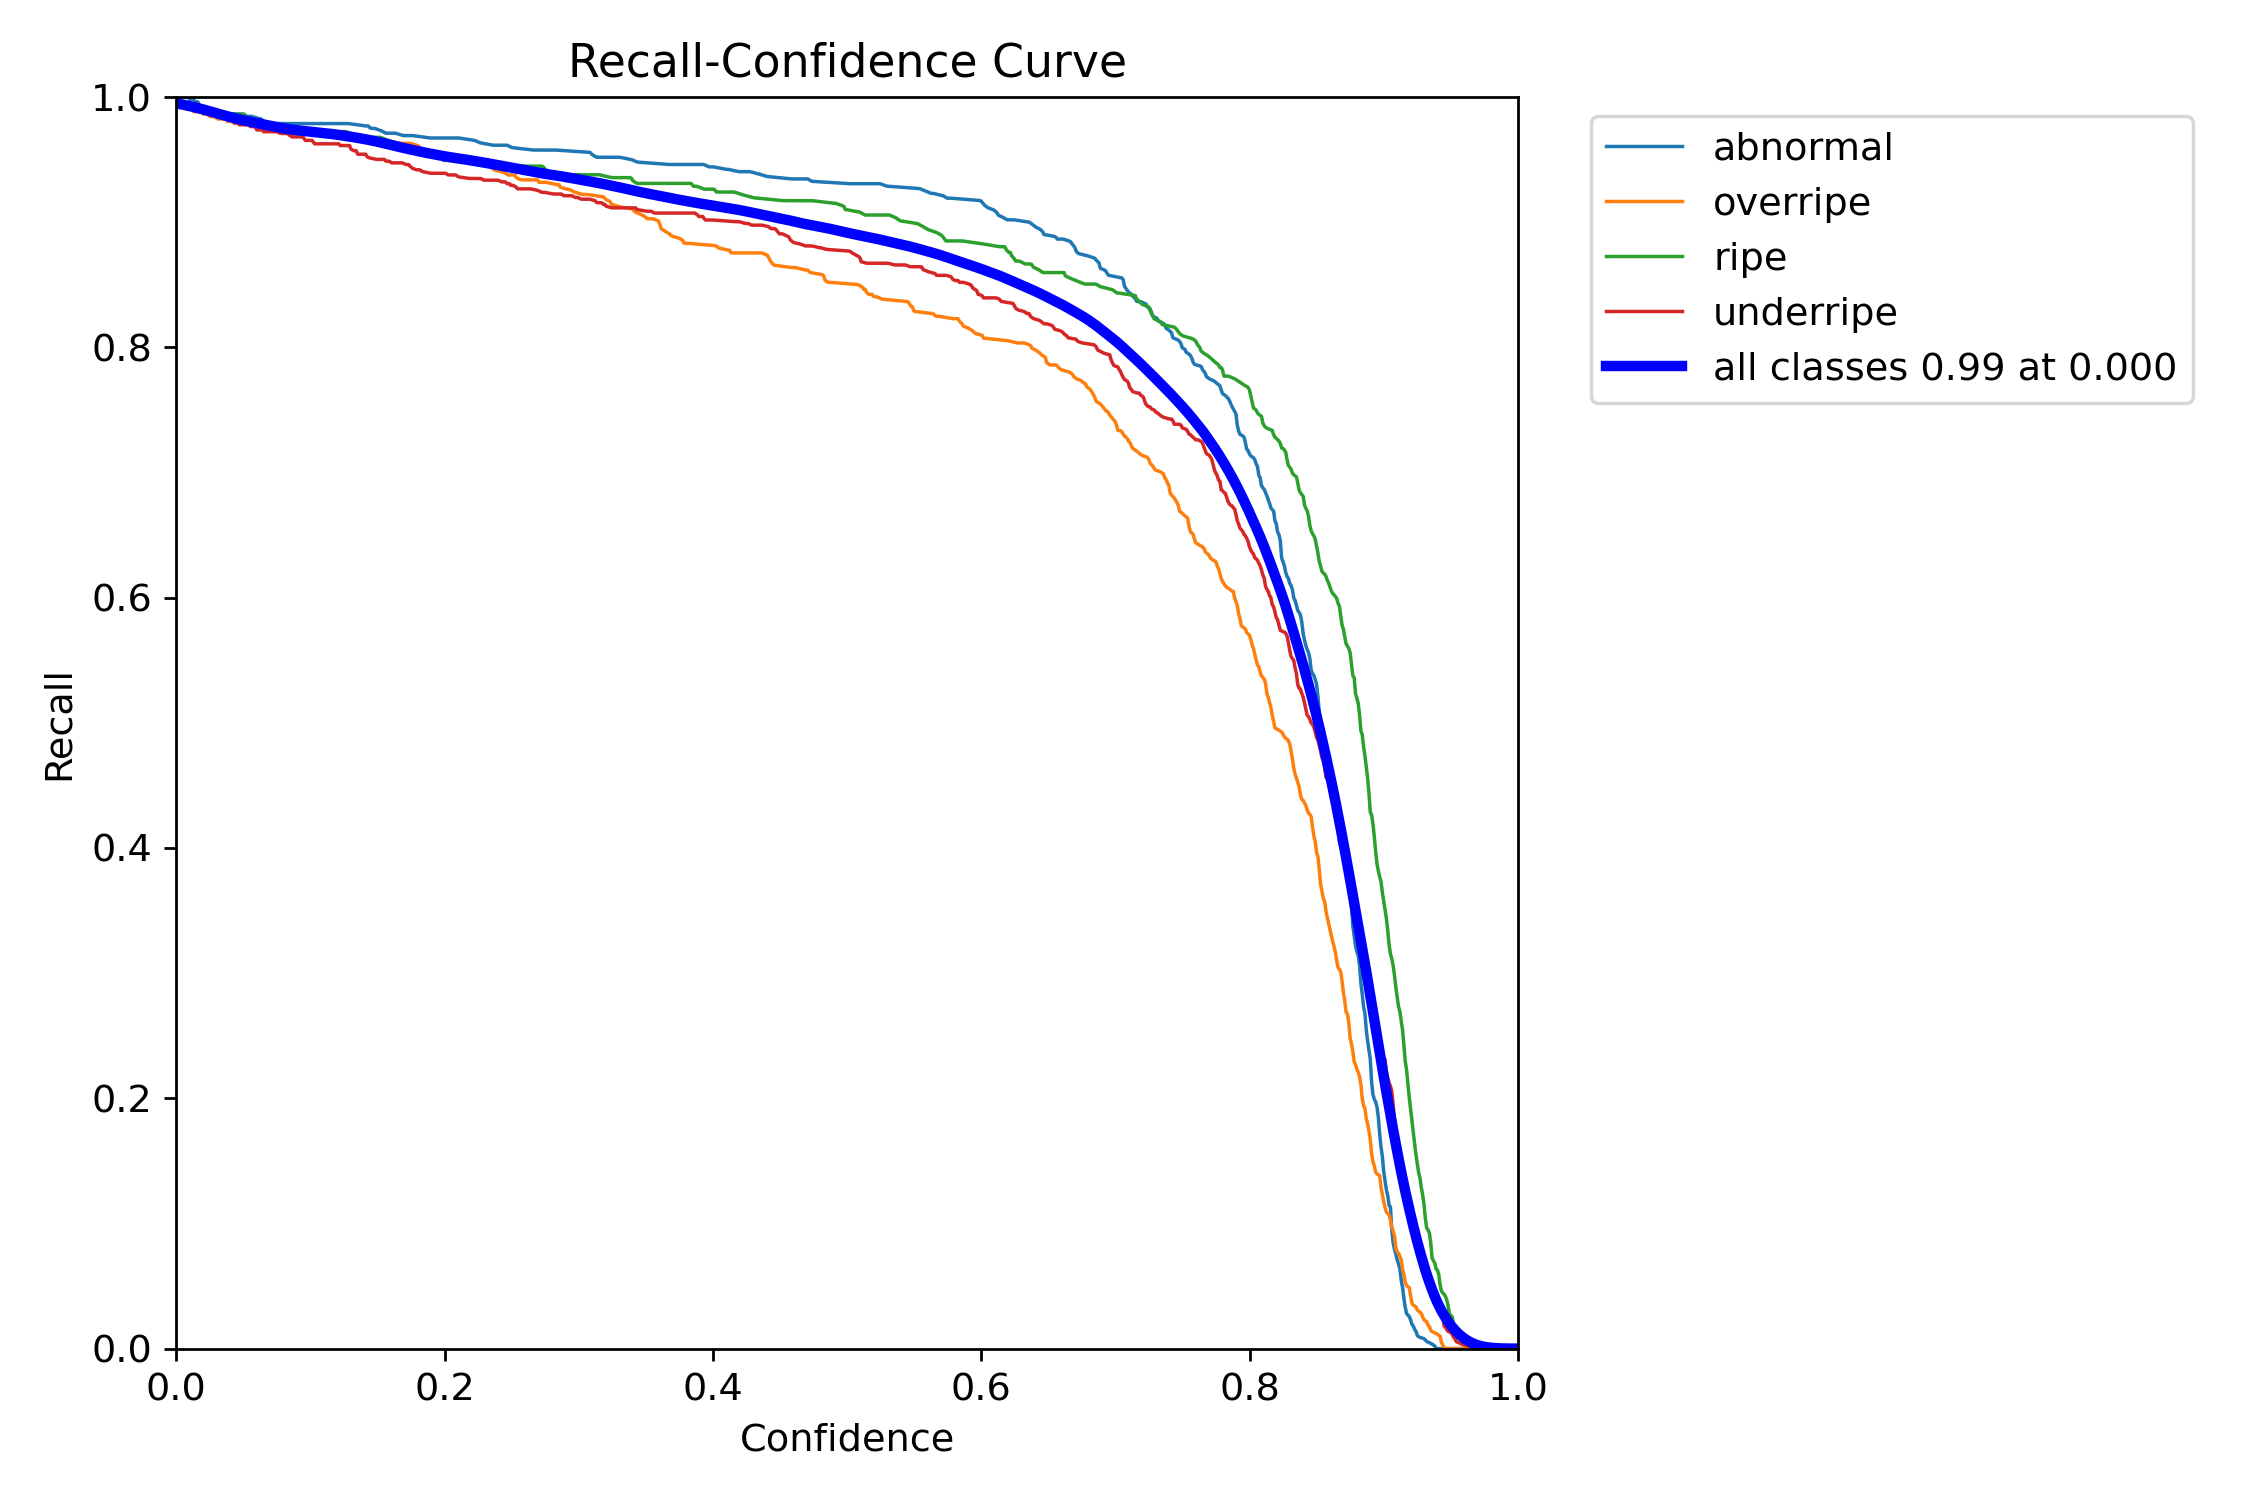 Recall-Confidence Curve
1.0
0.8
0.6
0.4
0.2
0.0
Recall
0.0 0.2 0.4 0.6 0.8 1.0
Confidence
abnormal
overripe
ripe
underripe
all classes 0.99 at 0.000